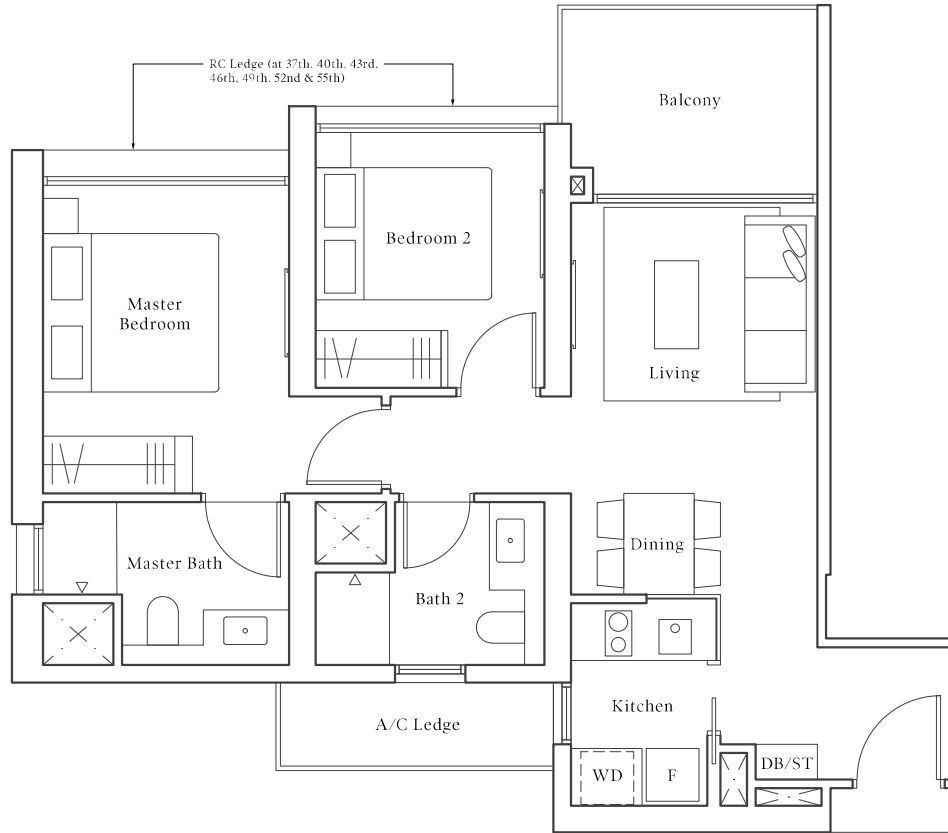 RC Ledge (at 37th, 40th, 43rd,
46th, 49th, 52nd & 55th)
Balcony
Bedroom 2
Master
Bedroom
Living
Dining
Master Bath
Bath 2
Kitchen
A/C Ledge
WD
F
DB/ST